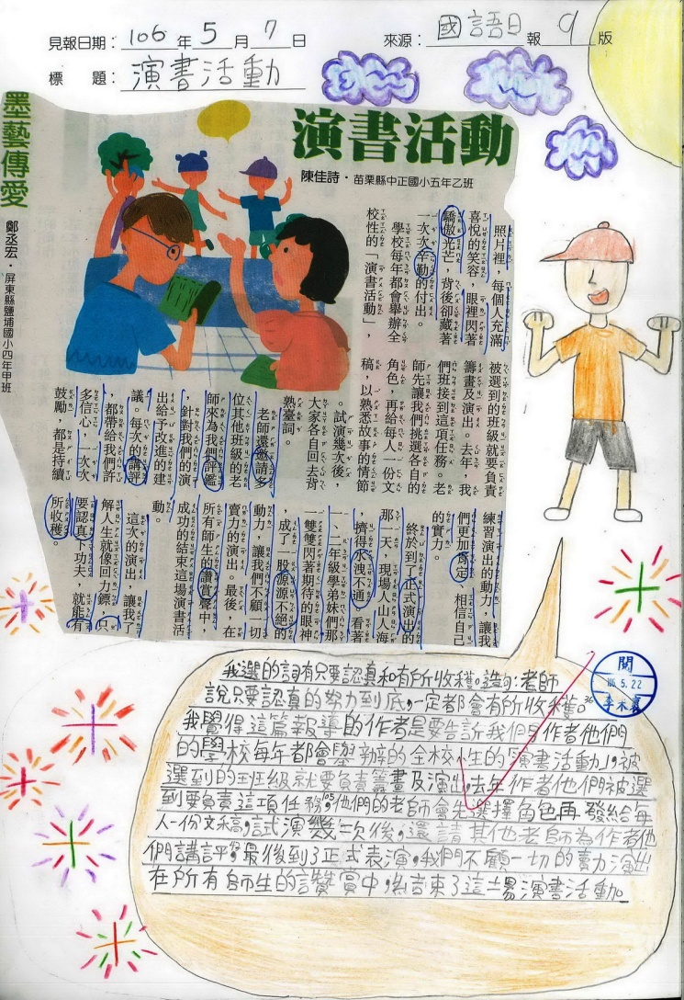 見報日期：106年5月7日
來源：國語日報9版
標題：演書活動
墨藝傳愛
鄭丞宏・屏東縣鹽埔國小四年甲班
演書活動
陳佳詩・苗栗縣中正國小五年乙班
照片裡，每個人充滿
喜悅的笑容，眼裡閃著
驕傲光芒，背後卻藏著
一次次辛勤的付出。
學校每年都會舉辦全
校性的「演書活動」，
被選到的班級就要負責
籌畫及演出。去年，我
們班接到這項任務。老
師先讓我們挑選各自的
角色，再給每人一份文
稿，以熟悉故事的情節
。試演幾次後，
大家各自回去背
熟臺詞。
老師還邀請多
位其他班級的老
師來為我們評鑑
，針對我們的演
出給予改進的建
議。每次的講評
，都帶給我們許
多信心，一次次
鼓勵，都是持續
練習演出的動力，讓我
們更加肯定、相信自己
的實力。
終於到了正式演出的
那一天，現場人山人海
，擠得水洩不通，看著
一、二年級學弟妹們那
一雙雙閃著期待的眼神
，成了一股源源不絕的
動力，讓我們不顧一切
賣力的演出。最後，在
所有師生的讚賞聲中，
成功的結束這場演書活
動。
這次的演出，讓我了
解人生就像回力鏢，只
要認真下功夫，就能有
所收穫。
我選的詞有只要認真和有所收穫。造句：老師
說只要認真的努力到底，一定都會有所收穫。
我覺得這篇報導的作者是要告訴我們作者他們
的學校每年都會舉辦的全校性的「演書活動」，被
選到的班級就要負責籌畫及演出，去年作者他們被選
到要負責這項任務，他們的老師會先選擇角色再發給每
人一份文稿，試演幾次後，還請其他老師為作者他
們講評，最後到了正式表演，我們不顧一切的賣力演出
在所有師生的讚賞中，結束了這場演書活動。
閱
106.5.22